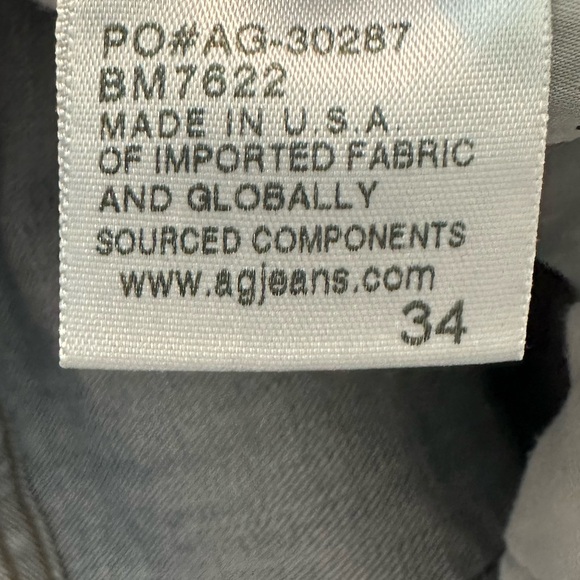 PO#AG-30287
BM7622
MADE IN U.S.A.
OF IMPORTED FABRIC
AND GLOBALLY
SOURCED COMPONENTS
www.agjeans.com
34